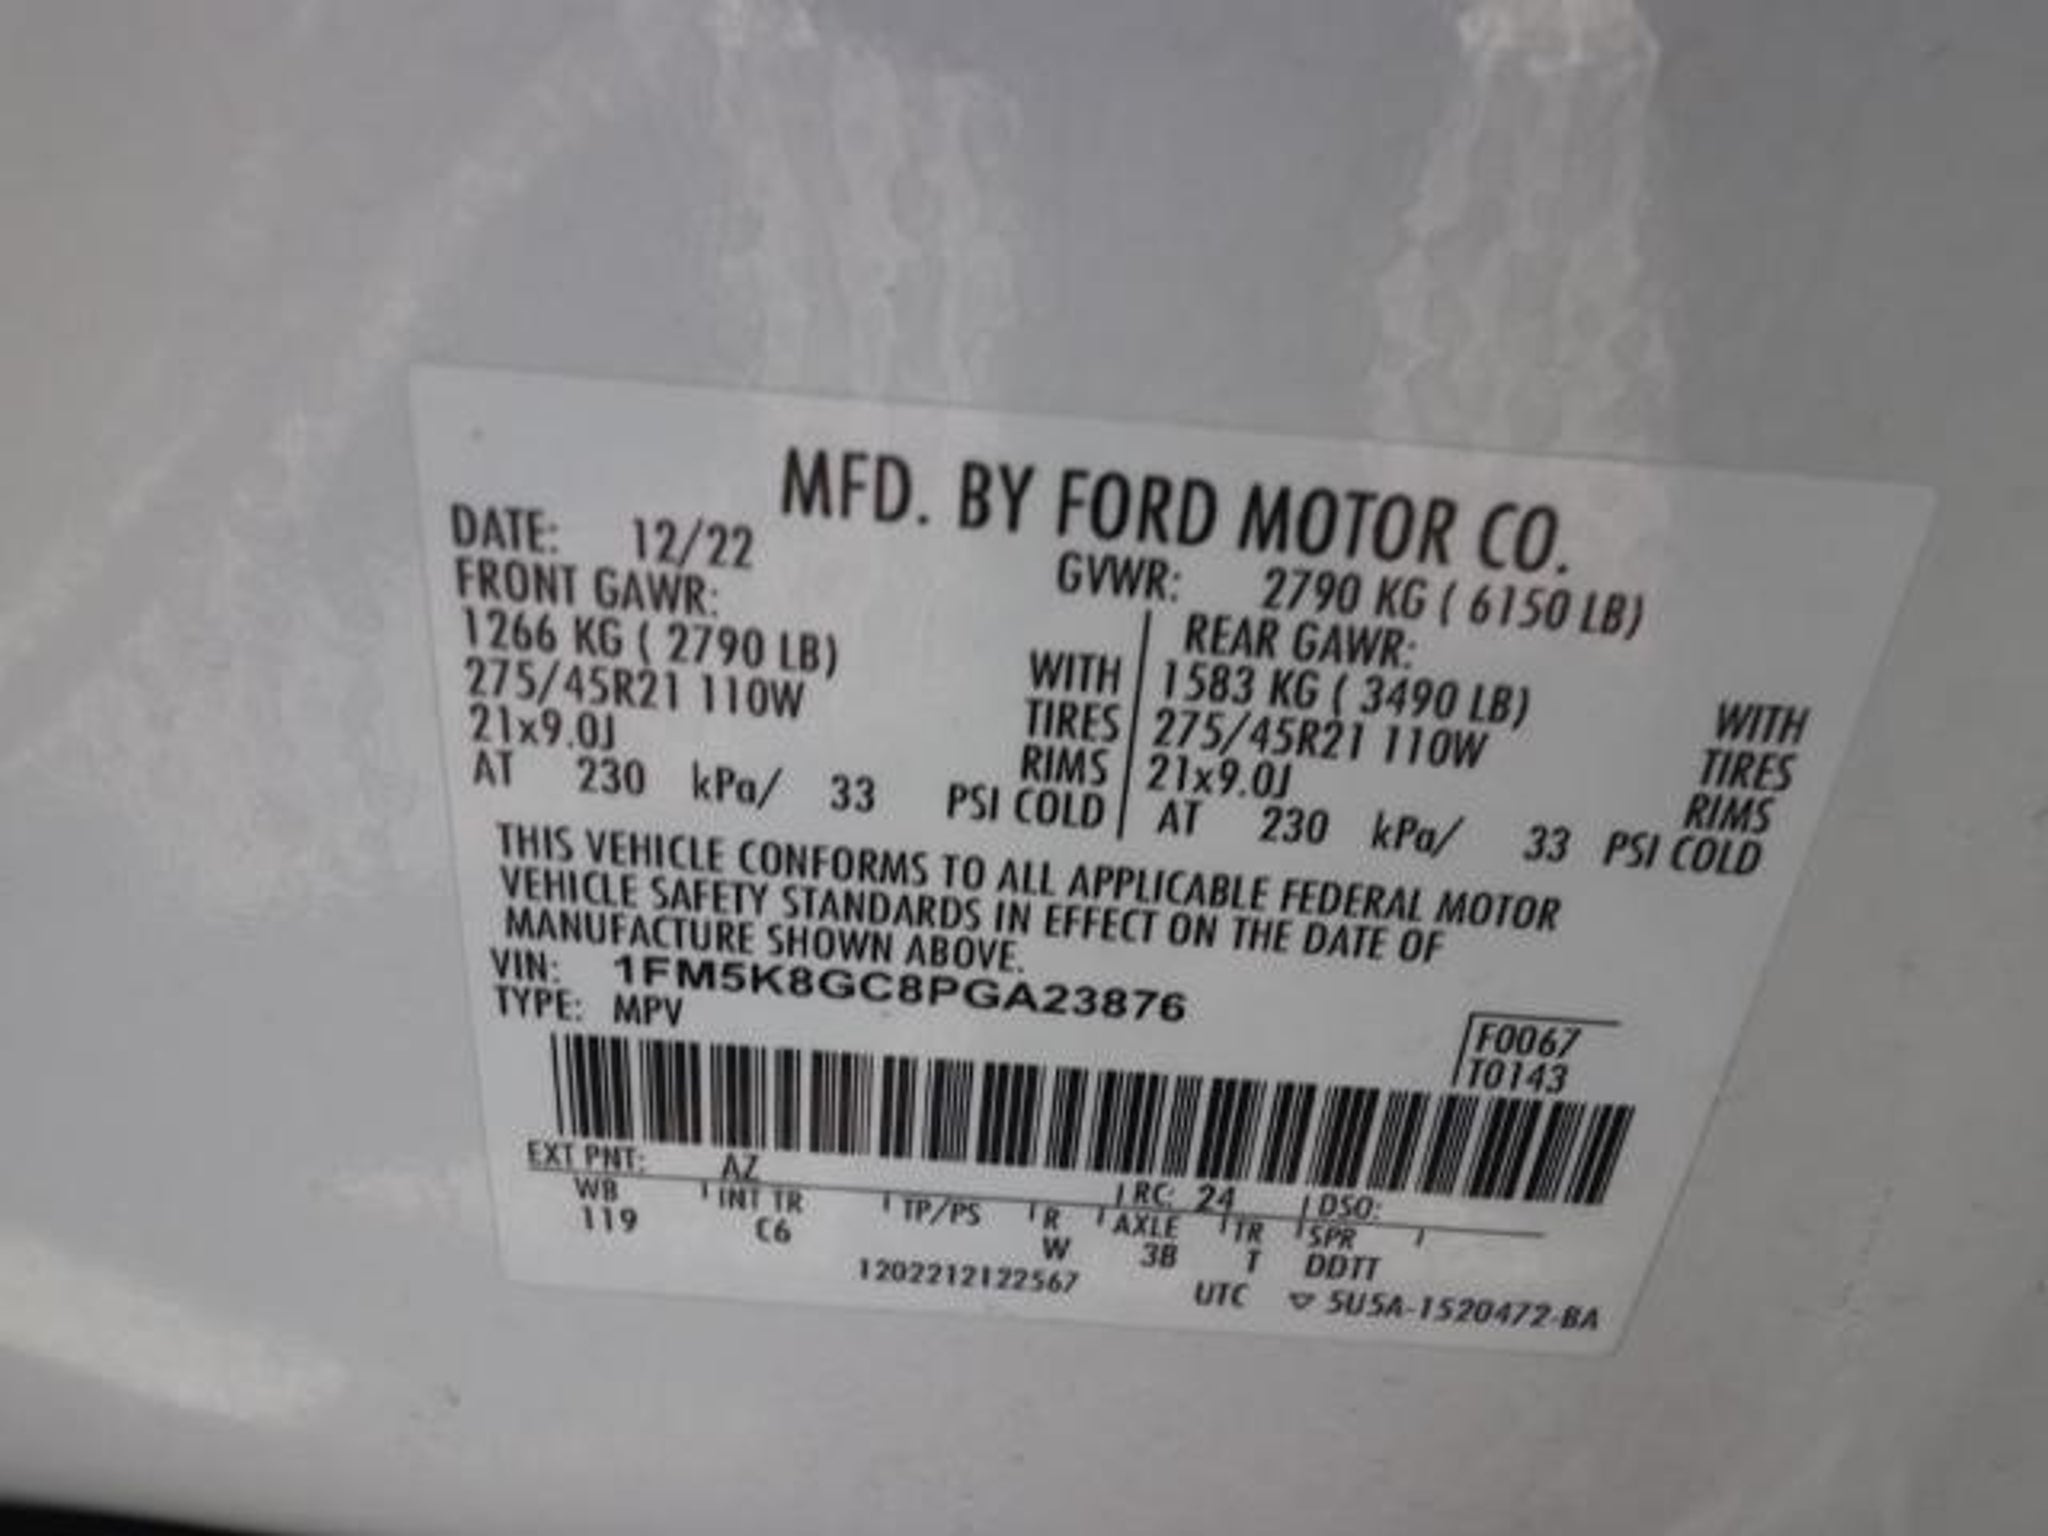 MFD. BY FORD MOTOR CO.
DATE: 12/22
GVWR: 2790 KG ( 6150 LB)
FRONT GAWR:
1266 KG ( 2790 LB) WITH
275/45R21 110W TIRES
21x9.0J RIMS
AT 230 kPa/ 33 PSI COLD
REAR GAWR:
1583 KG ( 3490 LB) WITH
275/45R21 110W TIRES
21x9.0J RIMS
AT 230 kPa/ 33 PSI COLD
THIS VEHICLE CONFORMS TO ALL APPLICABLE FEDERAL MOTOR
VEHICLE SAFETY STANDARDS IN EFFECT ON THE DATE OF
MANUFACTURE SHOWN ABOVE.
VIN: 1FM5K8GC8PGA23876
TYPE: MPV
F0067
T0143
EXT PNT: AZ RC: 24 DSO:
WB INT TR TP/PS R AXLE TR SPR
119 C6 W 3B T DDTT
1202212122567 UTC ▽ 5U5A-1520472-BA